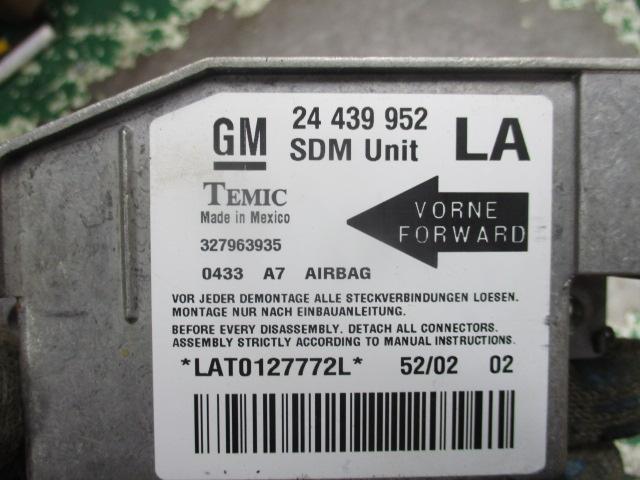 GM 24 439 952 LA
SDM Unit
TEMIC
Made in Mexico
VORNE
FORWARD
327963935
0433 A7 AIRBAG
VOR JEDER DEMONTAGE ALLE STECKVERBINDUNGEN LOESEN.
MONTAGE NUR NACH EINBAUANLEITUNG.
BEFORE EVERY DISASSEMBLY. DETACH ALL CONNECTORS.
ASSEMBLY STRICTLY ACCORDING TO MANUAL INSTRUCTIONS.
*LAT0127772L* 52/02 02